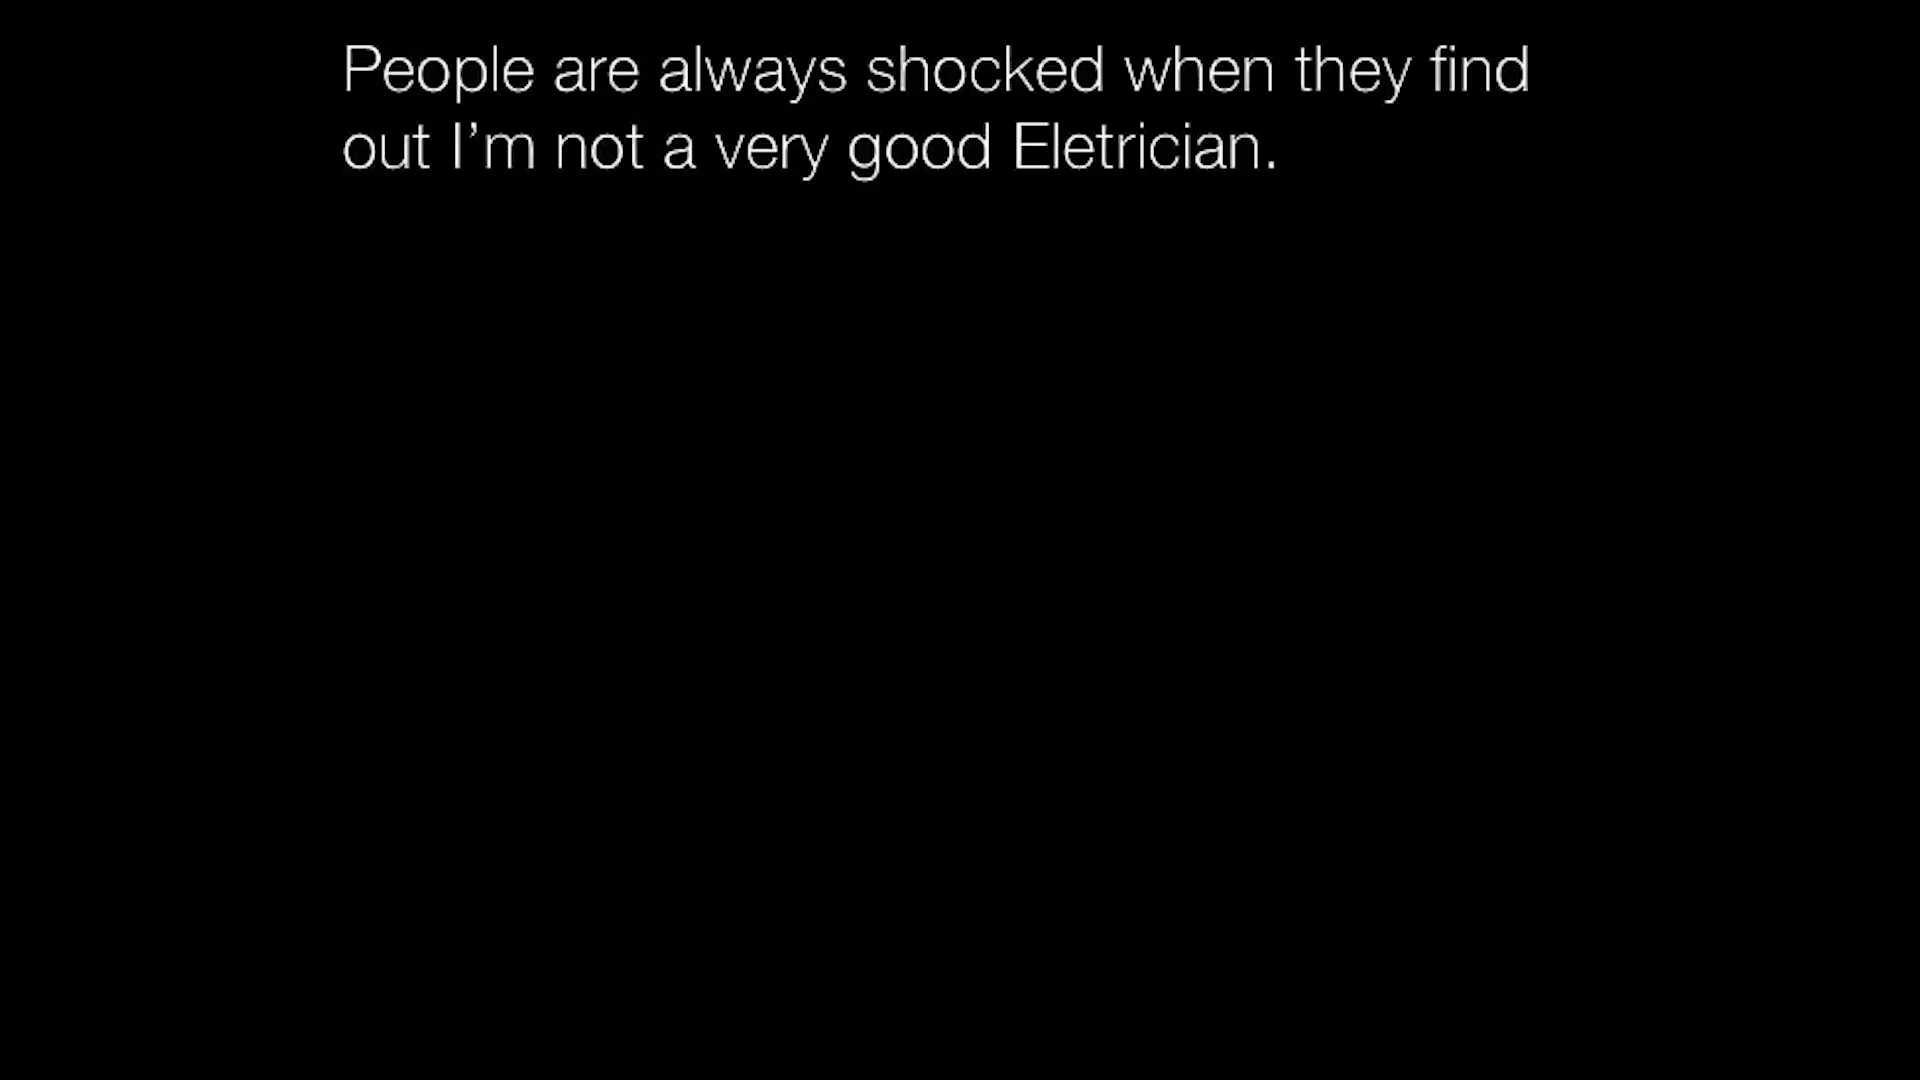 People are always shocked when they find
out I’m not a very good Eletrician.